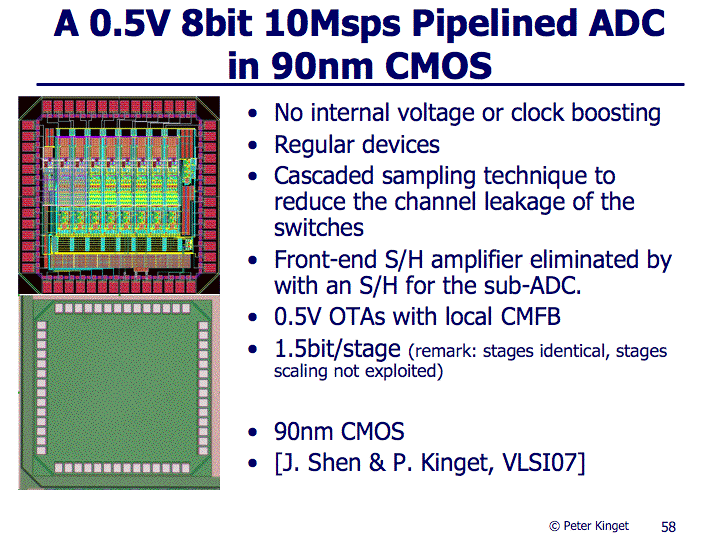 A 0.5V 8bit 10Msps Pipelined ADC
in 90nm CMOS
• No internal voltage or clock boosting
• Regular devices
• Cascaded sampling technique to
reduce the channel leakage of the
switches
• Front-end S/H amplifier eliminated by
with an S/H for the sub-ADC.
• 0.5V OTAs with local CMFB
• 1.5bit/stage (remark: stages identical, stages
scaling not exploited)
• 90nm CMOS
• [J. Shen & P. Kinget, VLSI07]
© Peter Kinget 58